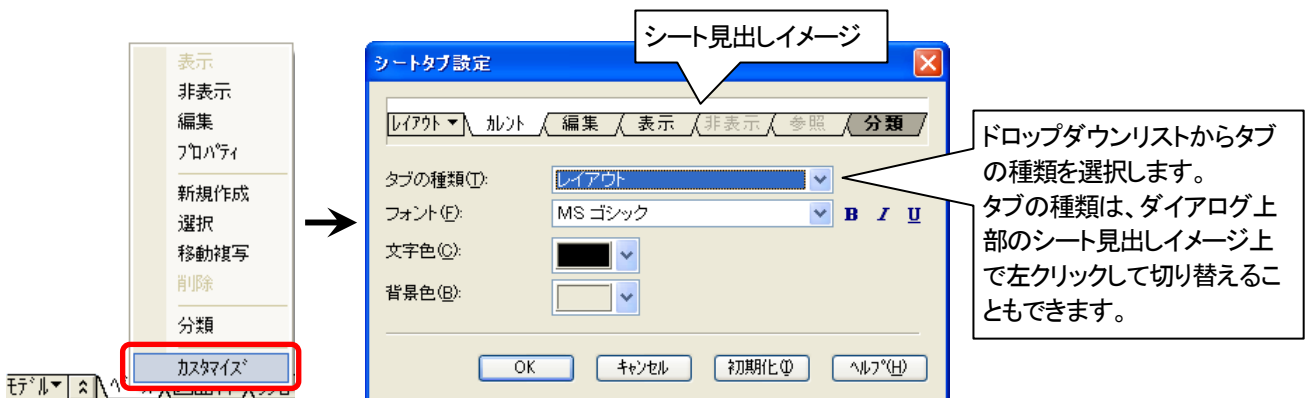 表示
非表示
編集
ﾌﾟﾛﾊﾟﾃｨ
新規作成
選択
移動複写
削除
分類
ｶｽﾀﾏｲｽﾞ
ﾓﾃﾞﾙ
シート見出しイメージ
シートタブ設定
ﾚｲｱｳﾄ ｶﾚﾝﾄ 編集 表示 非表示 参照 分類
タブの種類(T): レイアウト
フォント(F): MS ゴシック B I U
文字色(C):
背景色(B):
OK ｷｬﾝｾﾙ 初期化(I) ﾍﾙﾌﾟ(H)
ドロップダウンリストからタブ
の種類を選択します。
タブの種類は、ダイアログ上
部のシート見出しイメージ上
で左クリックして切り替えるこ
ともできます。